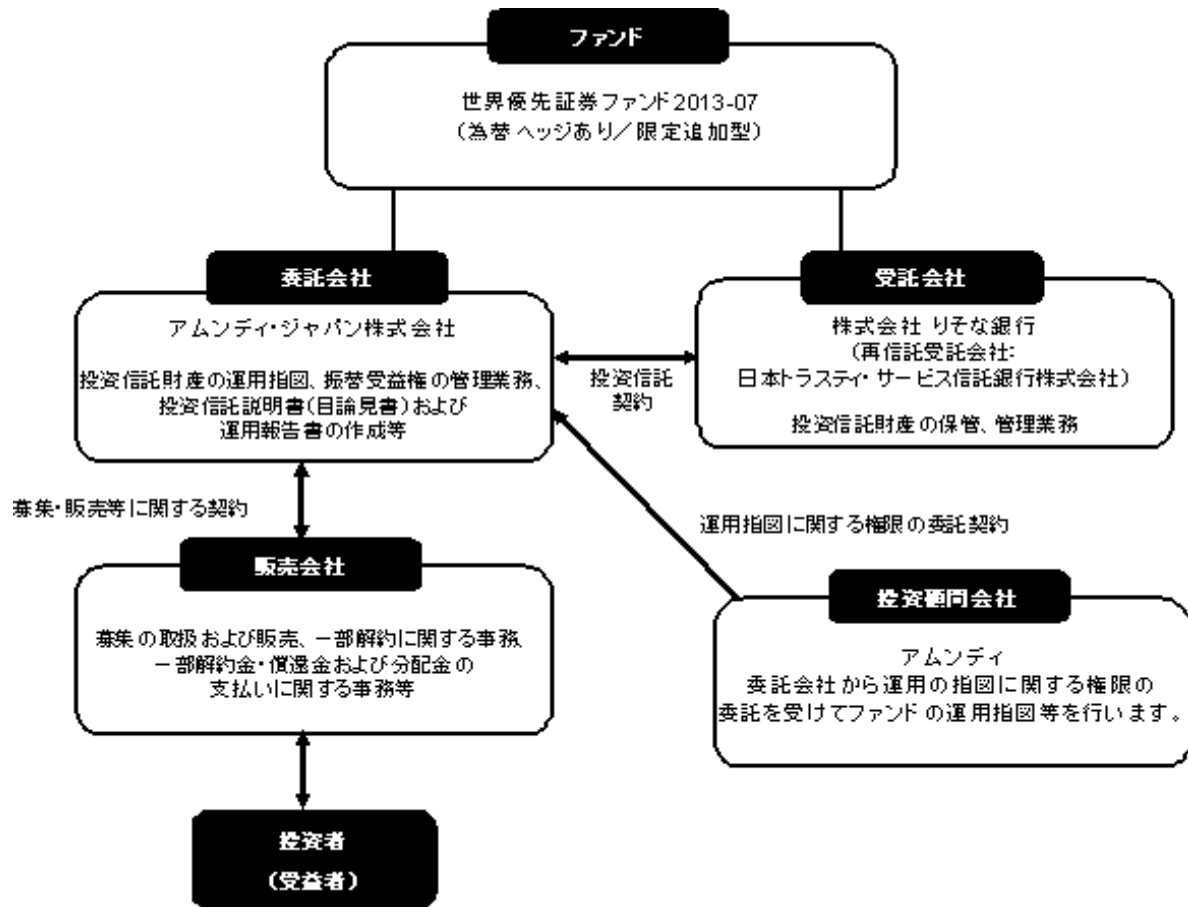 ファンド
世界優先証券ファンド2013-07
（為替ヘッジあり／限定追加型）
委託会社
アムンディ・ジャパン株式会社
投資信託財産の運用指図、振替受益権の管理業務、
投資信託説明書（目論見書）および
運用報告書の作成等
投資信託
契約
受託会社
株式会社 りそな銀行
（再信託受託会社：
日本トラスティ・サービス信託銀行株式会社）
投資信託財産の保管、管理業務
募集・販売等に関する契約
運用指図に関する権限の委託契約
販売会社
募集の取扱および販売、一部解約に関する事務
一部解約金・償還金および分配金の
支払いに関する事務等
投資顧問会社
アムンディ
委託会社から運用の指図に関する権限の
委託を受けてファンドの運用指図等を行います。
投資者
（受益者）